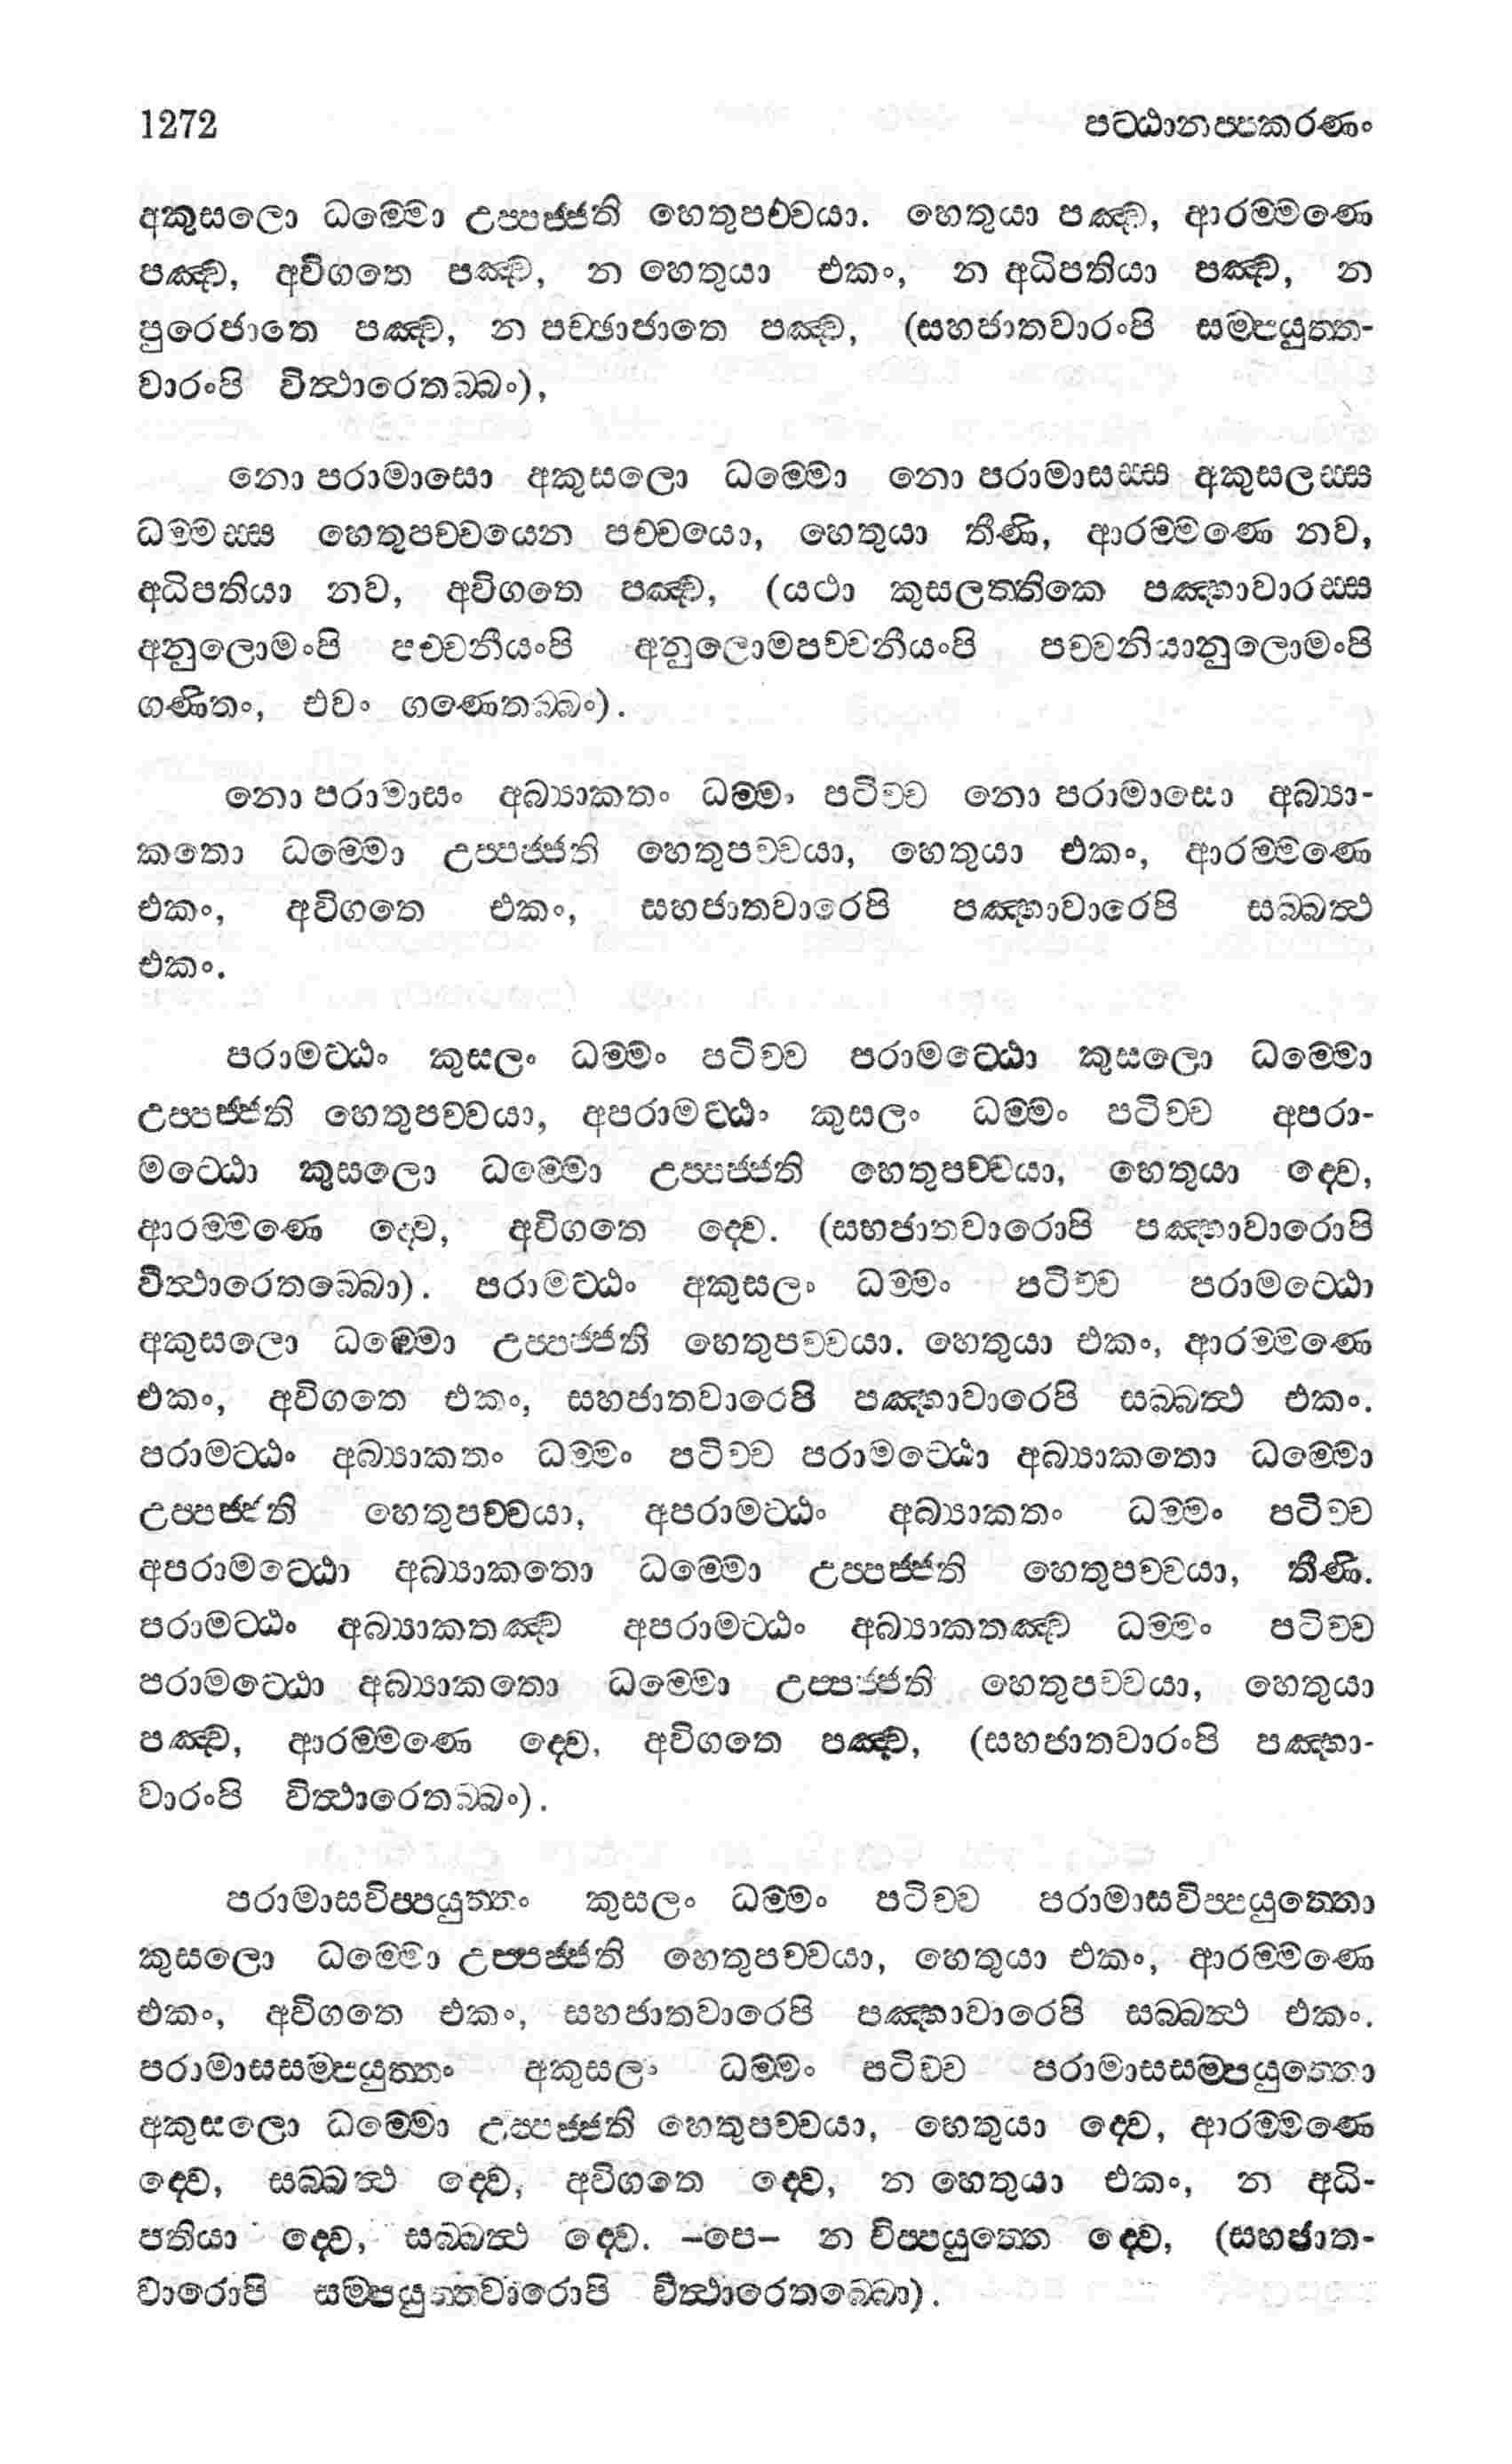 1272 පට්ඨානප්පකරණං
අකුසලො ධම්මො උප්පජ්ජති හෙතුපච්චයා. හෙතුයා පඤ්ච, ආරම්මණෙ
පඤ්ච, අවිගතෙ පඤ්ච, න හෙතුයා එකං, න අධිපතියා පඤ්ච, න
පුරෙජාතෙ පඤ්ච, න පච්ඡාජාතෙ පඤ්ච, (සහජාතවාරංපි සම්පයුත්ත-
වාරංපි විත්ථාරෙතබ්බං),
නො පරාමාසො අකුසලො ධම්මො නො පරාමාසස්ස අකුසලස්ස
ධම්මස්ස හෙතුපච්චයෙන පච්චයො, හෙතුයා තීණි, ආරම්මණෙ නව,
අධිපතියා නව, අවිගතෙ පඤ්ච, (යථා කුසලත්තිකෙ පඤ්හාවාරස්ස
අනුලොමංපි පච්චනීයංපි අනුලොමපච්චනීයංපි පච්චනියානුලොමංපි
ගණිතං, එවං ගණෙතබ්බං).
නො පරාමාසං අබ්‍යාකතං ධම්මං පටිච්ච නො පරාමාසො අබ්‍යා-
කතො ධම්මො උප්පජ්ජති හෙතුපච්චයා, හෙතුයා එකං, ආරම්මණෙ
එකං, අවිගතෙ එකං, සහජාතවාරෙපි පඤ්හාවාරෙපි සබ්බත්ථ
එකං.
පරාමට්ඨං කුසලං ධම්මං පටිච්ච පරාමට්ඨො කුසලො ධම්මො
උප්පජ්ජති හෙතුපච්චයා, අපරාමට්ඨං කුසලං ධම්මං පටිච්ච අපරා-
මට්ඨො කුසලො ධම්මො උප්පජ්ජති හෙතුපච්චයා, හෙතුයා ද්වෙ,
ආරම්මණෙ ද්වෙ, අවිගතෙ ද්වෙ. (සහජාතවාරොපි පඤ්හාවාරොපි
විත්ථාරෙතබ්බො). පරාමට්ඨං අකුසලං ධම්මං පටිච්ච පරාමට්ඨො
අකුසලො ධම්මො උප්පජ්ජති හෙතුපච්චයා. හෙතුයා එකං, ආරම්මණෙ
එකං, අවිගතෙ එකං, සහජාතවාරෙපි පඤ්හාවාරෙපි සබ්බත්ථ එකං.
පරාමට්ඨං අබ්‍යාකතං ධම්මං පටිච්ච පරාමට්ඨො අබ්‍යාකතො ධම්මො
උප්පජ්ජති හෙතුපච්චයා, අපරාමට්ඨං අබ්‍යාකතං ධම්මං පටිච්ච
අපරාමට්ඨො අබ්‍යාකතො ධම්මො උප්පජ්ජති හෙතුපච්චයා, තීණි.
පරාමට්ඨං අබ්‍යාකතඤ්ච අපරාමට්ඨං අබ්‍යාකතඤ්ච ධම්මං පටිච්ච
පරාමට්ඨො අබ්‍යාකතො ධම්මො උප්පජ්ජති හෙතුපච්චයා, හෙතුයා
පඤ්ච, ආරම්මණෙ ද්වෙ, අවිගතෙ පඤ්ච, (සහජාතවාරංපි පඤ්හා-
වාරංපි විත්ථාරෙතබ්බං).
පරාමාසවිප්පයුත්තං කුසලං ධම්මං පටිච්ච පරාමාසවිප්පයුත්තො
කුසලො ධම්මො උප්පජ්ජති හෙතුපච්චයා, හෙතුයා එකං, ආරම්මණෙ
එකං, අවිගතෙ එකං, සහජාතවාරෙපි පඤ්හාවාරෙපි සබ්බත්ථ එකං.
පරාමාසසම්පයුත්තං අකුසලං ධම්මං පටිච්ච පරාමාසසම්පයුත්තො
අකුසලො ධම්මො උප්පජ්ජති හෙතුපච්චයා, හෙතුයා ද්වෙ, ආරම්මණෙ
ද්වෙ, සබ්බත්ථ ද්වෙ, අවිගතෙ ද්වෙ, න හෙතුයා එකං, න අධි-
පතියා ද්වෙ, සබ්බත්ථ ද්වෙ. –පෙ– න විප්පයුත්තෙ ද්වෙ, (සහජාත-
වාරොපි සම්පයුත්තවාරොපි විත්ථාරෙතබ්බො).